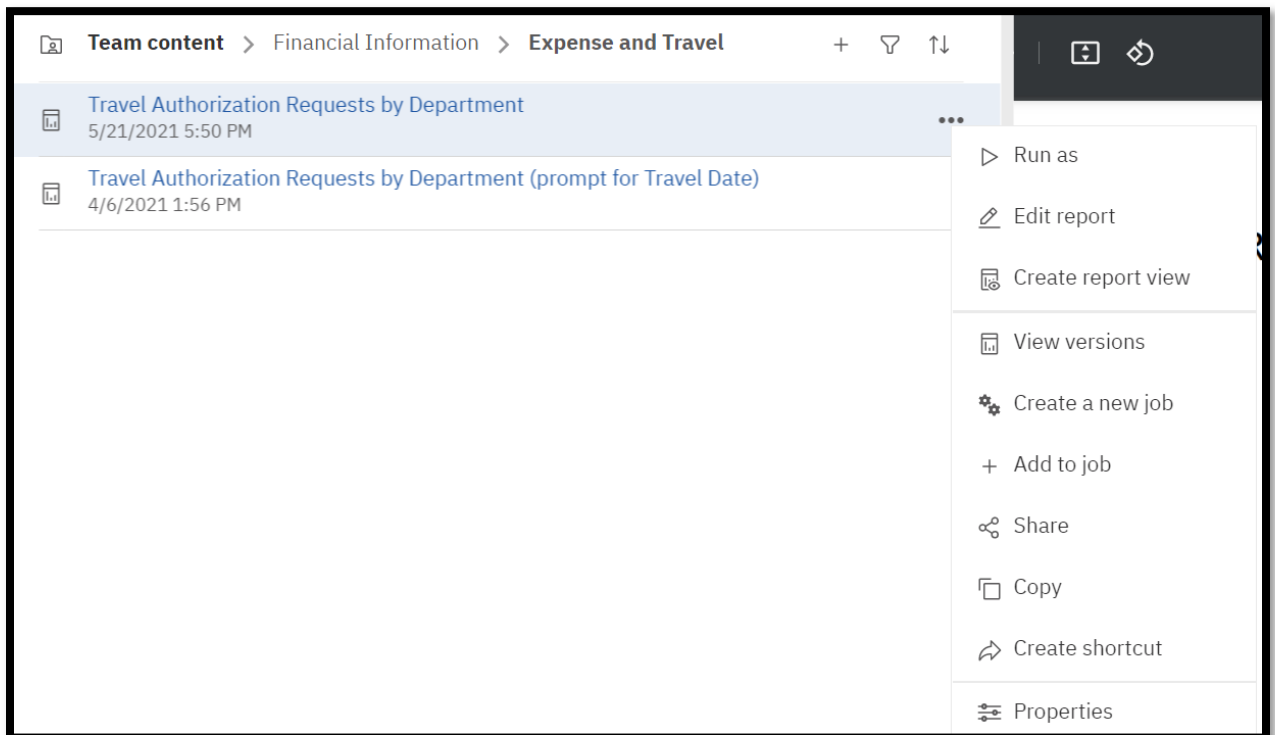 Team content > Financial Information > Expense and Travel
Travel Authorization Requests by Department
5/21/2021 5:50 PM
Travel Authorization Requests by Department (prompt for Travel Date)
4/6/2021 1:56 PM
Run as
Edit report
Create report view
View versions
Create a new job
Add to job
Share
Copy
Create shortcut
Properties